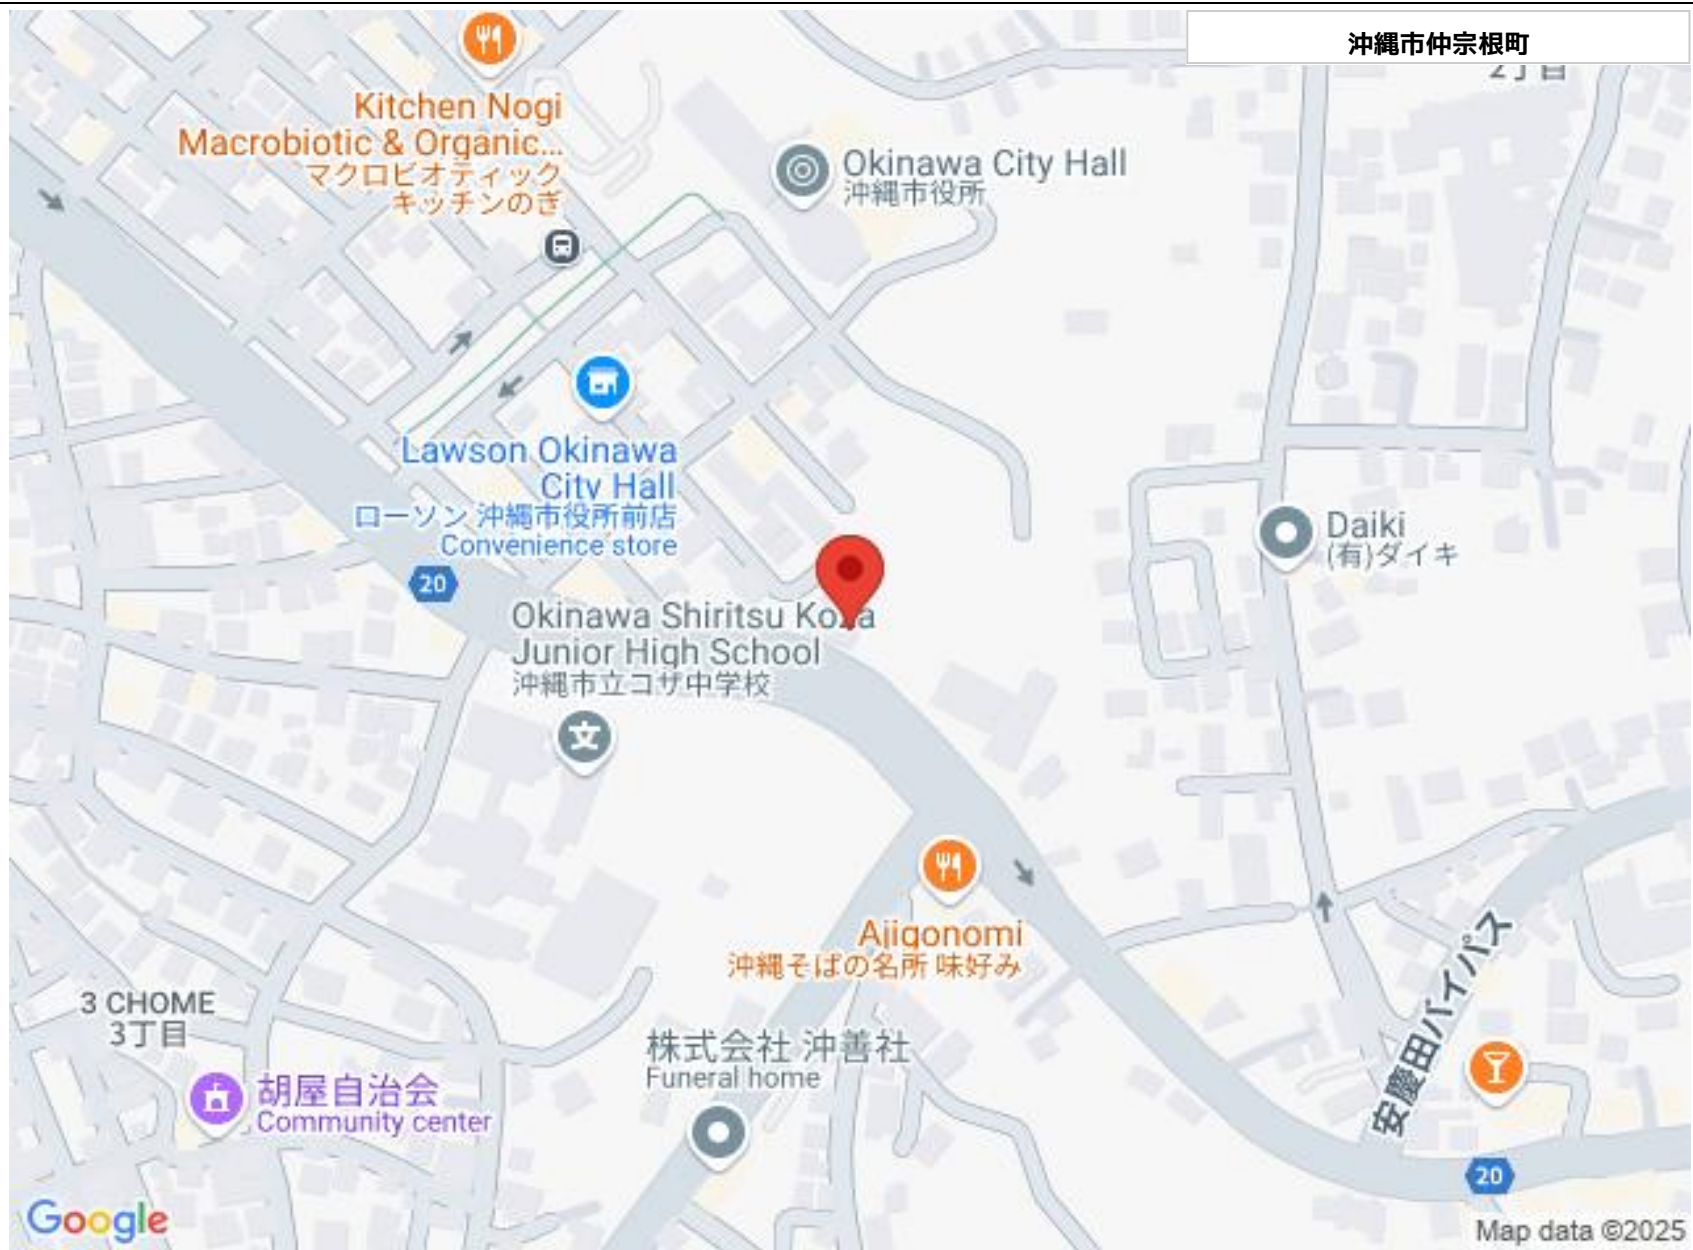 沖縄市仲宗根町
2丁目
Kitchen Nogi
Macrobiotic & Organic...
マクロビオティック
キッチンのぎ
Okinawa City Hall
沖縄市役所
Lawson Okinawa
City Hall
ローソン 沖縄市役所前店
Convenience store
20
Daiki
(有)ダイキ
Okinawa Shiritsu Koza
Junior High School
沖縄市立コザ中学校
文
Ajigonomi
沖縄そばの名所 味好み
3 CHOME
3丁目
株式会社 沖善社
Funeral home
胡屋自治会
Community center
安慶田バイパス
20
Google
Map data ©2025